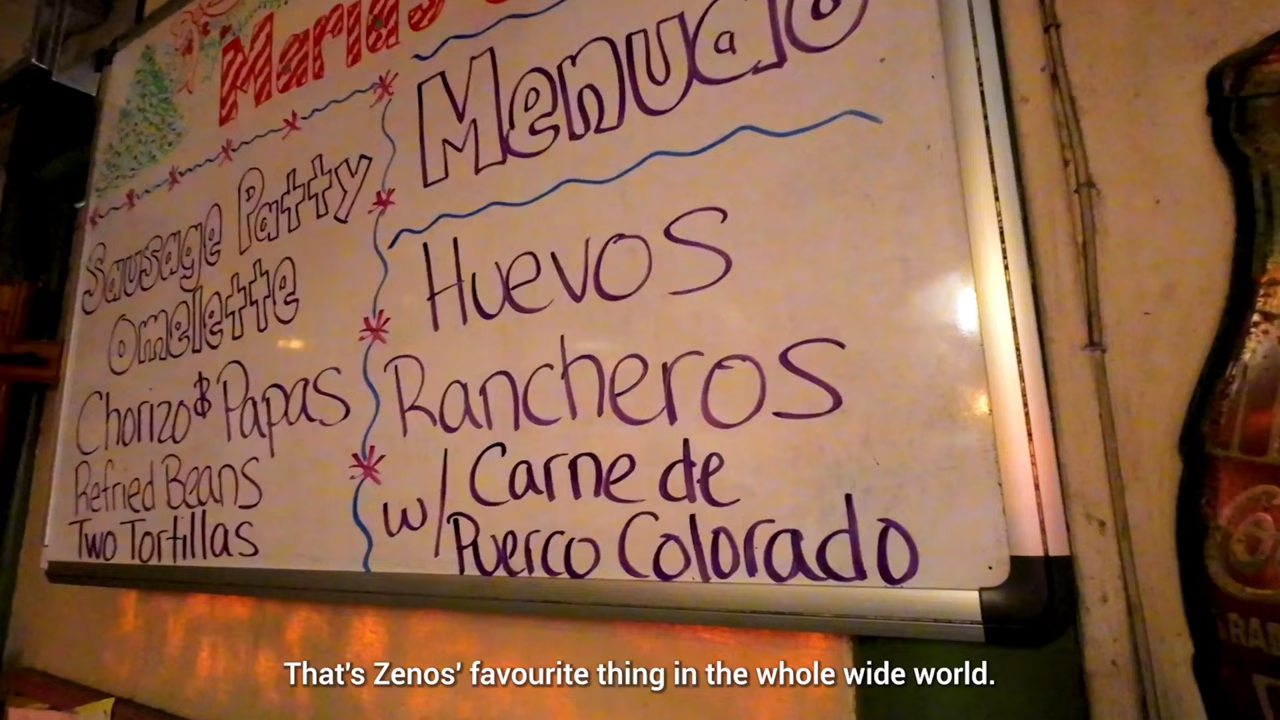 Maria's
Menudo
Sausage Patty
Omelette
Chorizo & Papas
Refried Beans
Two Tortillas
Huevos
Rancheros
w/ Carne de
Puerco Colorado
That's Zenos' favourite thing in the whole wide world.